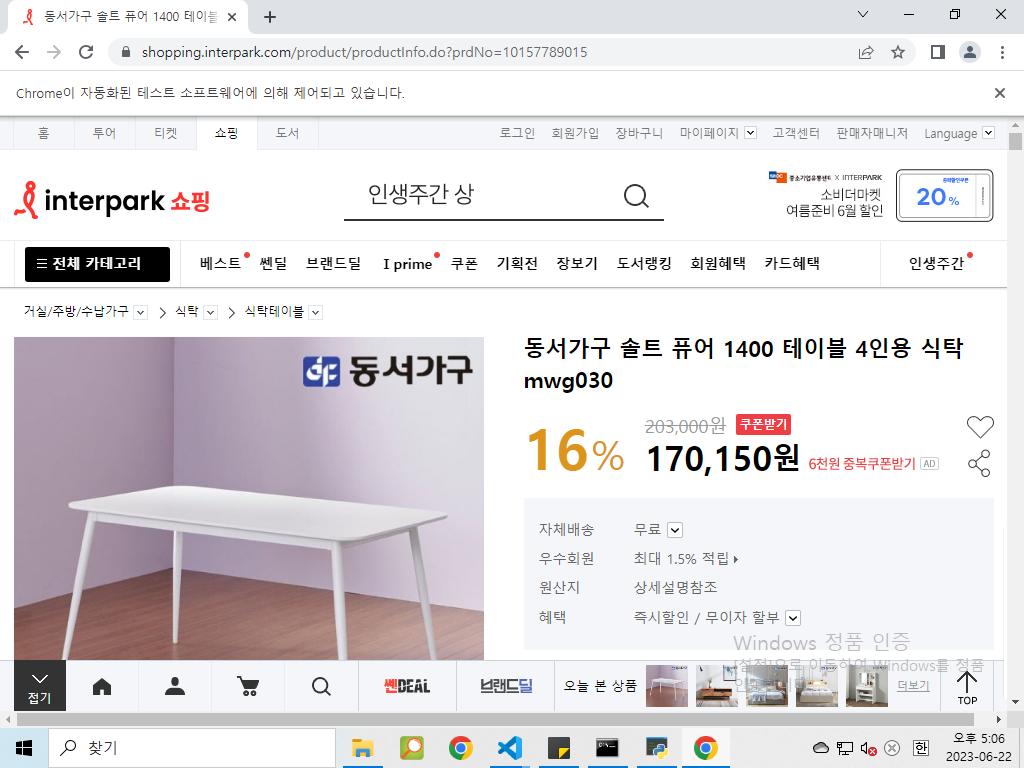 동서가구 솔트 퓨어 1400 테이블
shopping.interpark.com/product/productInfo.do?prdNo=10157789015
Chrome이 자동화된 테스트 소프트웨어에 의해 제어되고 있습니다.
홈 투어 티켓 쇼핑 도서 로그인 회원가입 장바구니 마이페이지 고객센터 판매자매니저 Language
interpark 쇼핑 인생주간 상
중소기업유통센터 X INTERPARK
소비더마켓
여름준비 6월 할인
20%
전체 카테고리 베스트 쎈딜 브랜드딜 I prime 쿠폰 기획전 장보기 도서랭킹 회원혜택 카드혜택 인생주간
거실/주방/수납가구 식탁 식탁테이블
동서가구
동서가구 솔트 퓨어 1400 테이블 4인용 식탁
mwg030
16% 203,000원 쿠폰받기
170,150원 6천원 중복쿠폰받기 AD
자체배송 무료
우수회원 최대 1.5% 적립
원산지 상세설명참조
혜택 즉시할인 / 무이자 할부
Windows 정품 인증
[설정]으로 이동하여 Windows를 정품
접기 쎈DEAL 브랜드딜 오늘 본 상품 더보기 TOP
찾기 한 오후 5:06
2023-06-22